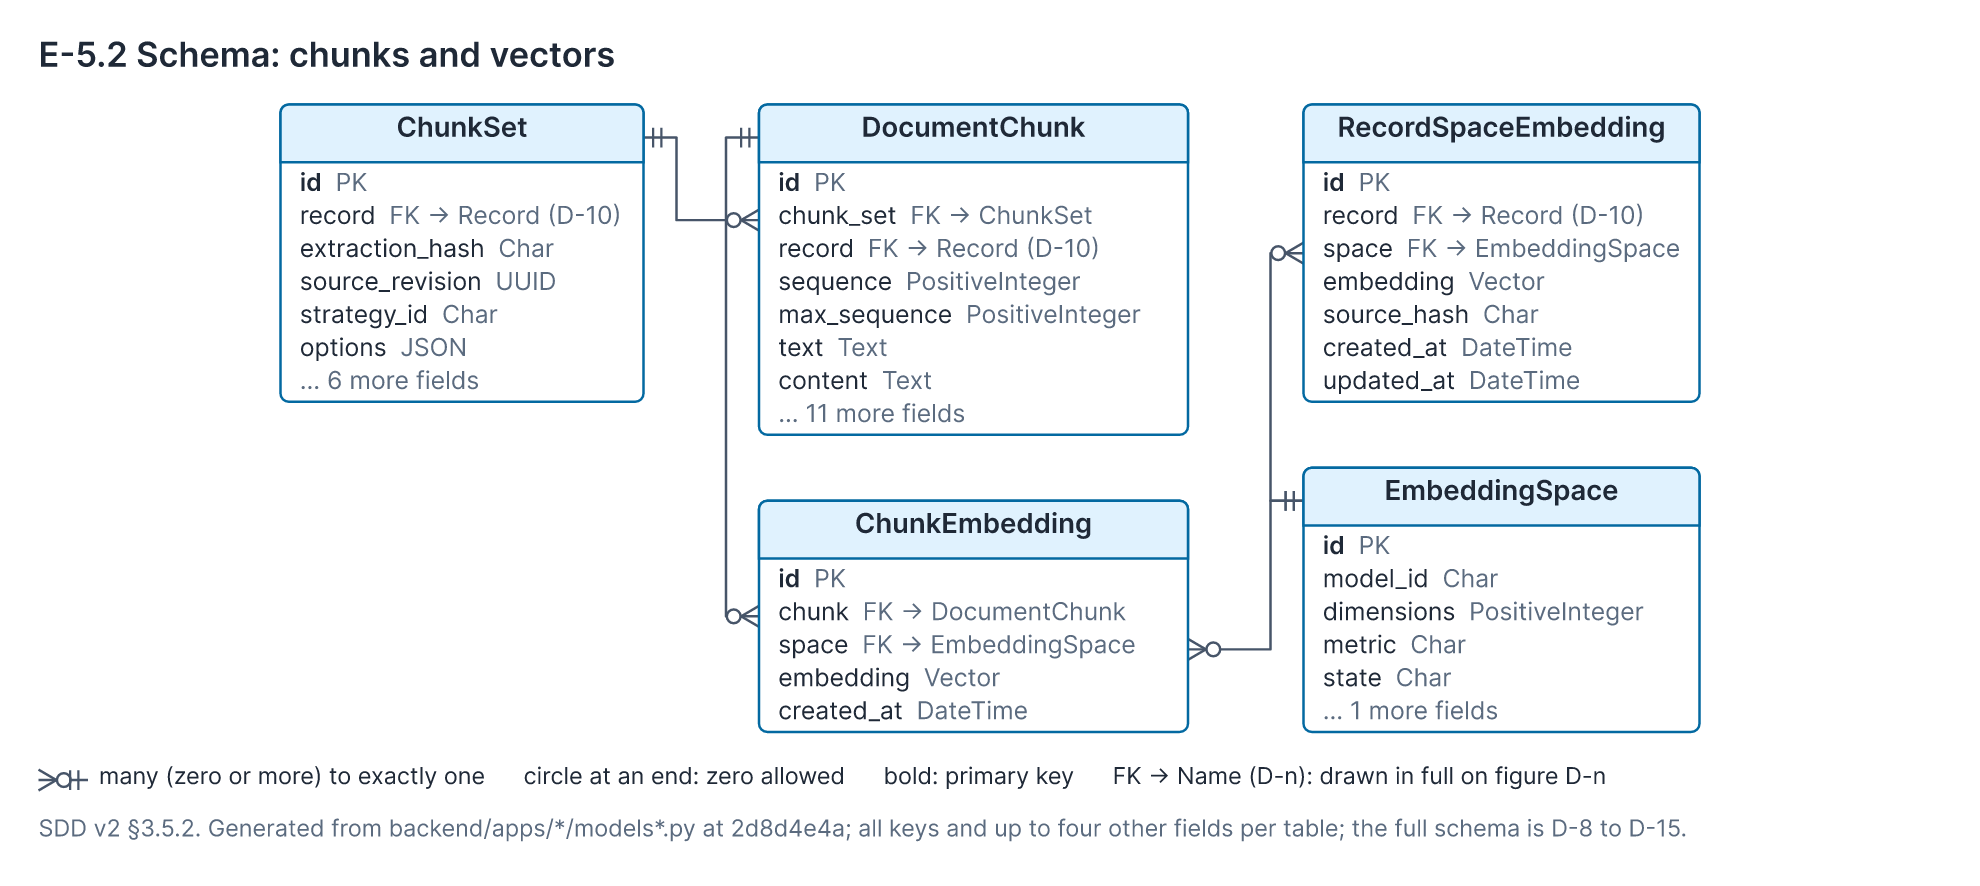 E-5.2 Schema: chunks and vectors
ChunkSet
id PK
record FK → Record (D-10)
extraction_hash Char
source_revision UUID
strategy_id Char
options JSON
... 6 more fields
DocumentChunk
id PK
chunk_set FK → ChunkSet
record FK → Record (D-10)
sequence PositiveInteger
max_sequence PositiveInteger
text Text
content Text
... 11 more fields
RecordSpaceEmbedding
id PK
record FK → Record (D-10)
space FK → EmbeddingSpace
embedding Vector
source_hash Char
created_at DateTime
updated_at DateTime
ChunkEmbedding
id PK
chunk FK → DocumentChunk
space FK → EmbeddingSpace
embedding Vector
created_at DateTime
EmbeddingSpace
id PK
model_id Char
dimensions PositiveInteger
metric Char
state Char
... 1 more fields
many (zero or more) to exactly one circle at an end: zero allowed bold: primary key FK → Name (D-n): drawn in full on figure D-n
SDD v2 §3.5.2. Generated from backend/apps/*/models*.py at 2d8d4e4a; all keys and up to four other fields per table; the full schema is D-8 to D-15.